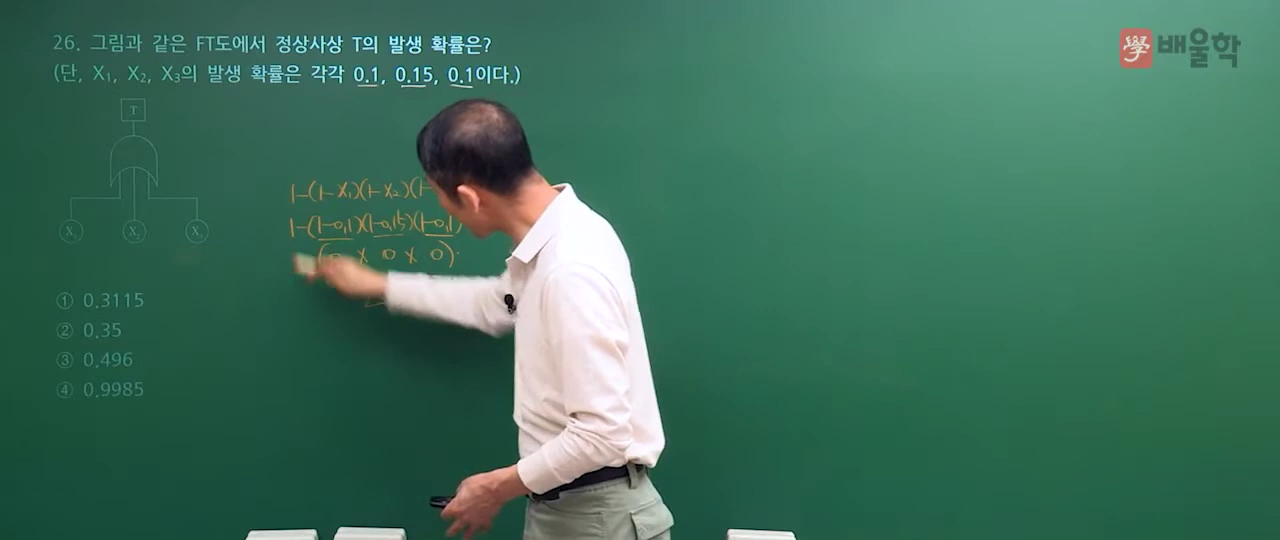 26. 그림과 같은 FT도에서 정상사상 T의 발생 확률은?
(단, X₁, X₂, X₃의 발생 확률은 각각 0.1, 0.15, 0.1이다.)
學 배울학
T
X₁ X₂ X₃
1-(1-X₁)(1-X₂)(1-
1-(1-0.1)(1-0.15)(1-0.1)
(0 X 0 X 0)
① 0.3115
② 0.35
③ 0.496
④ 0.9985